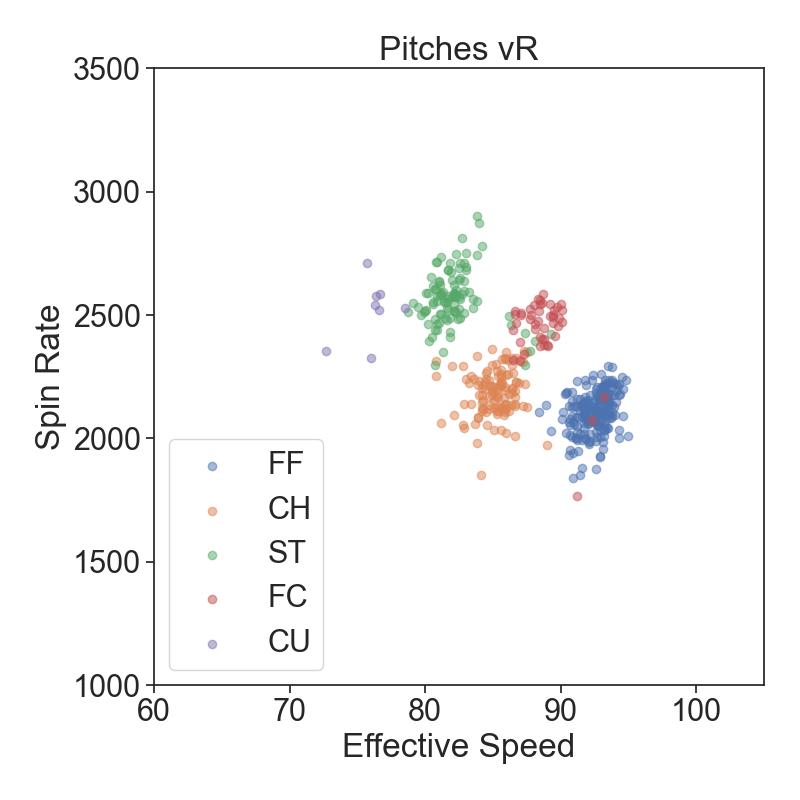 Pitches vR
3500
3000
2500
2000
1500
1000
Spin Rate
FF
CH
ST
FC
CU
60 70 80 90 100
Effective Speed